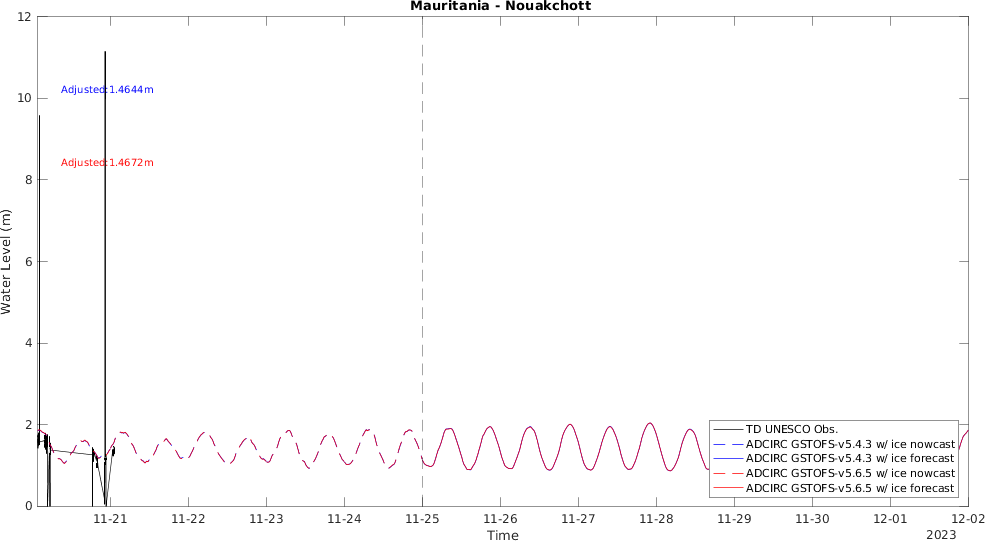 Mauritania - Nouakchott
12
10
8
6
4
2
0
Water Level (m)
Adjusted:1.4644m
Adjusted:1.4672m
TD UNESCO Obs.
ADCIRC GSTOFS-v5.4.3 w/ ice nowcast
ADCIRC GSTOFS-v5.4.3 w/ ice forecast
ADCIRC GSTOFS-v5.6.5 w/ ice nowcast
ADCIRC GSTOFS-v5.6.5 w/ ice forecast
11-21 11-22 11-23 11-24 11-25 11-26 11-27 11-28 11-29 11-30 12-01 12-02
Time
2023